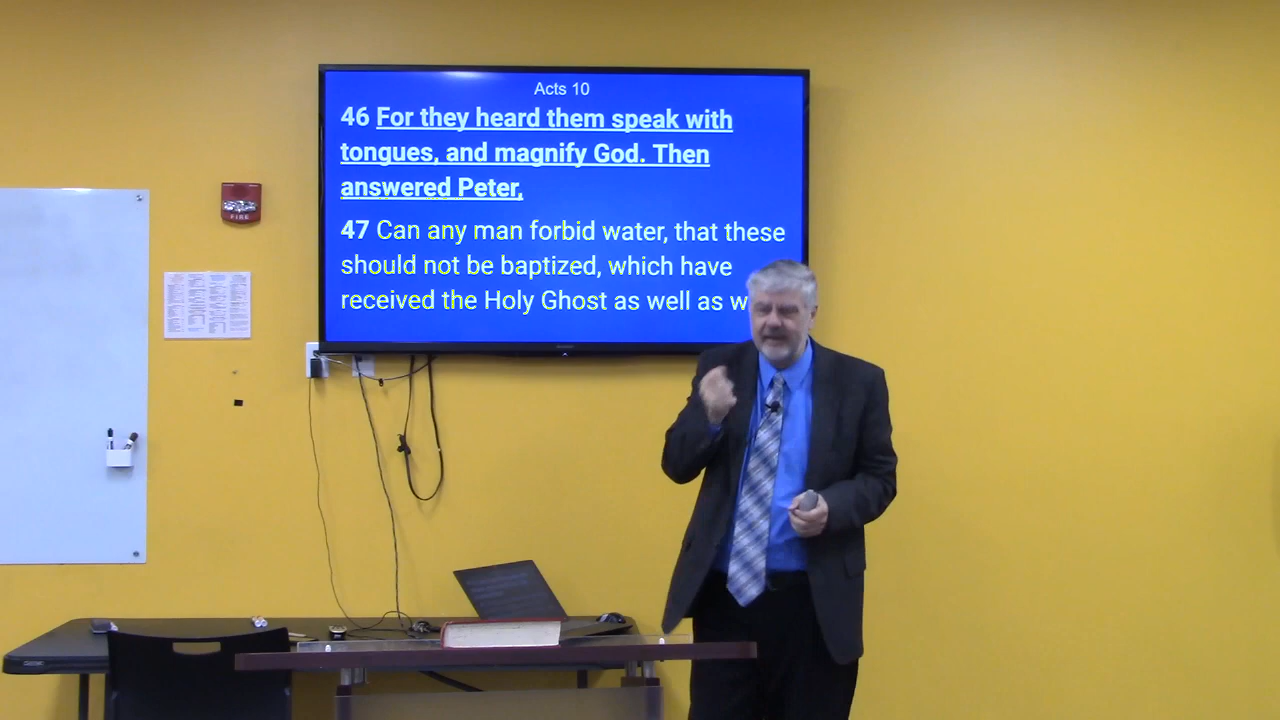 Acts 10
46 For they heard them speak with
tongues, and magnify God. Then
answered Peter,
47 Can any man forbid water, that these
should not be baptized, which have
received the Holy Ghost as well as w
FIRE